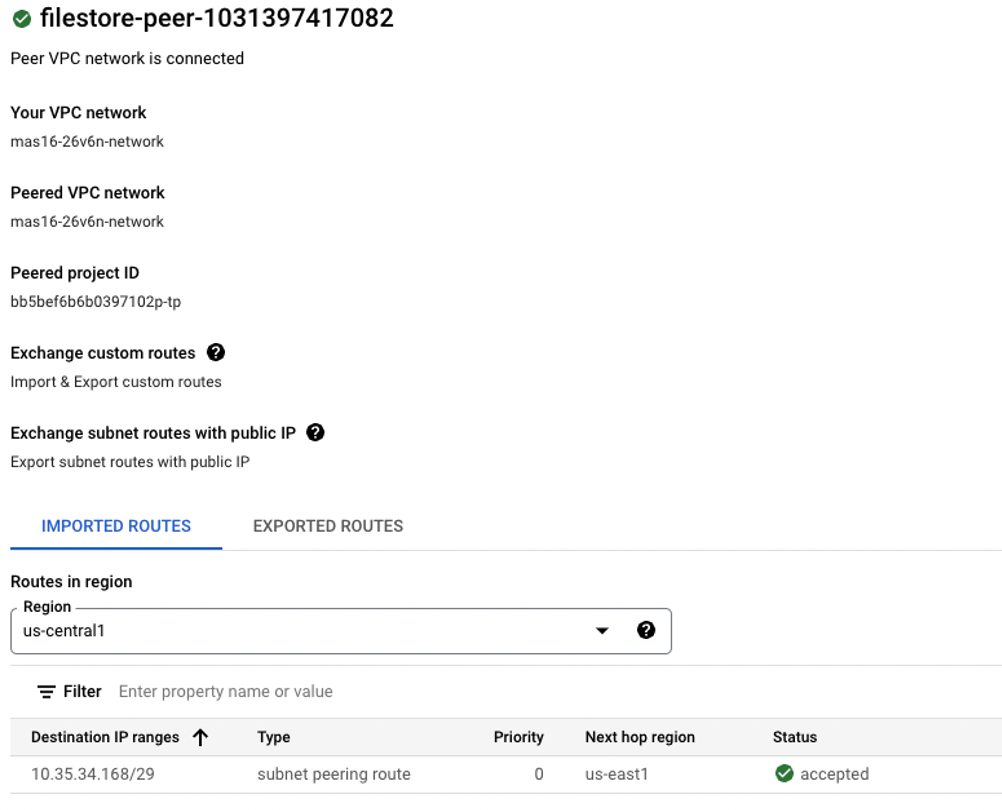 filestore-peer-1031397417082
Peer VPC network is connected
Your VPC network
mas16-26v6n-network
Peered VPC network
mas16-26v6n-network
Peered project ID
bb5bef6b6b0397102p-tp
Exchange custom routes ?
Import & Export custom routes
Exchange subnet routes with public IP ?
Export subnet routes with public IP
IMPORTED ROUTES EXPORTED ROUTES
Routes in region
Region
us-central1 ?
Filter Enter property name or value
Destination IP ranges ↑ Type Priority Next hop region Status
10.35.34.168/29 subnet peering route 0 us-east1 accepted